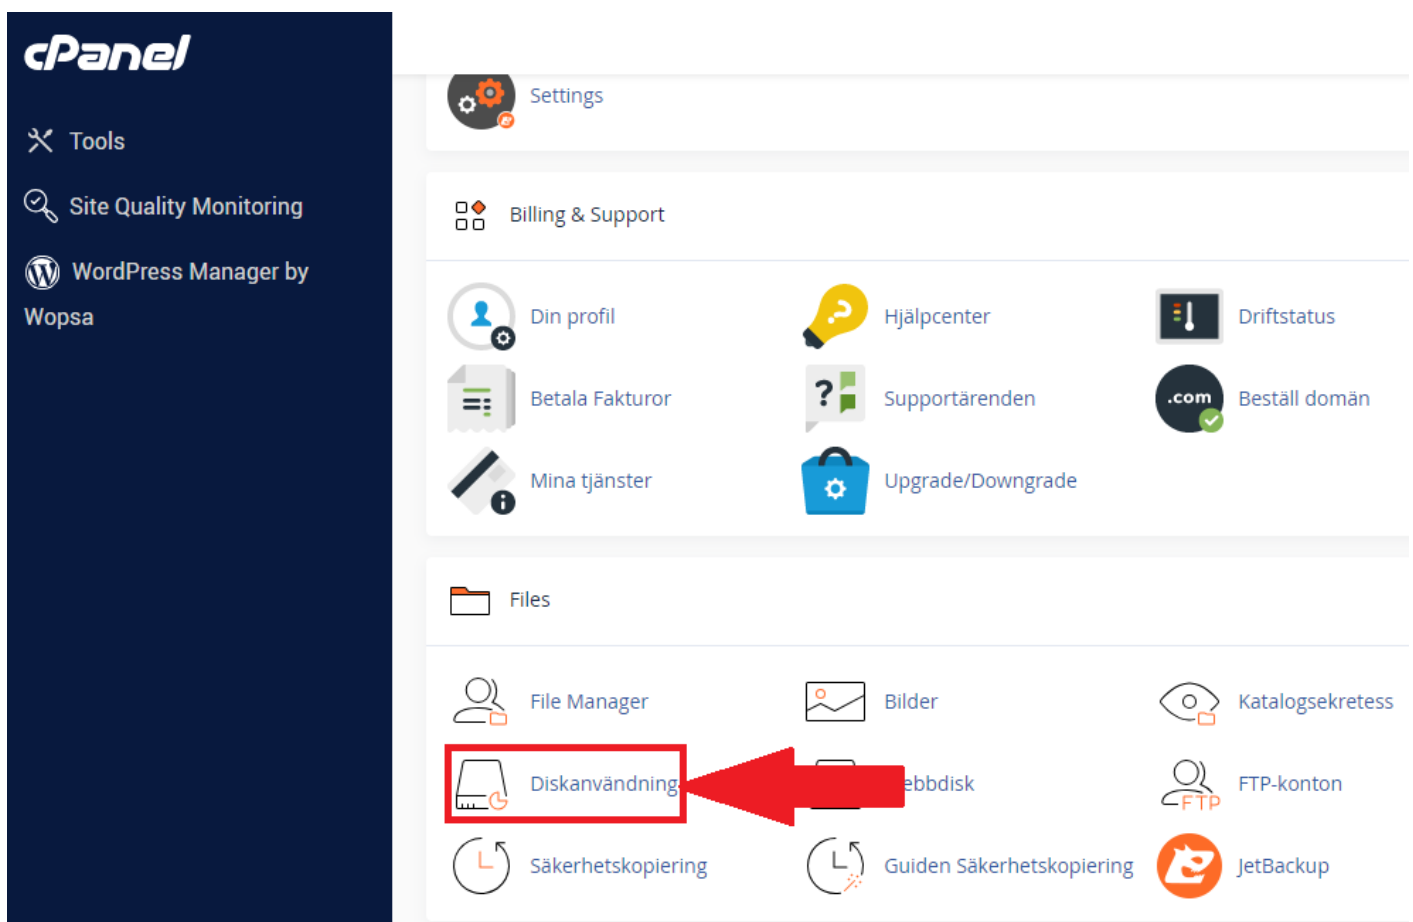 cPanel
Tools
Site Quality Monitoring
WordPress Manager by
Wopsa
Settings
Billing & Support
Din profil
Hjälpcenter
Driftstatus
Betala Fakturor
?
Supportärenden
.com
Beställ domän
Mina tjänster
Upgrade/Downgrade
Files
File Manager
Bilder
Katalogsekretess
Diskanvändning
ebbdisk
FTP
FTP-konton
Säkerhetskopiering
Guiden Säkerhetskopiering
JetBackup